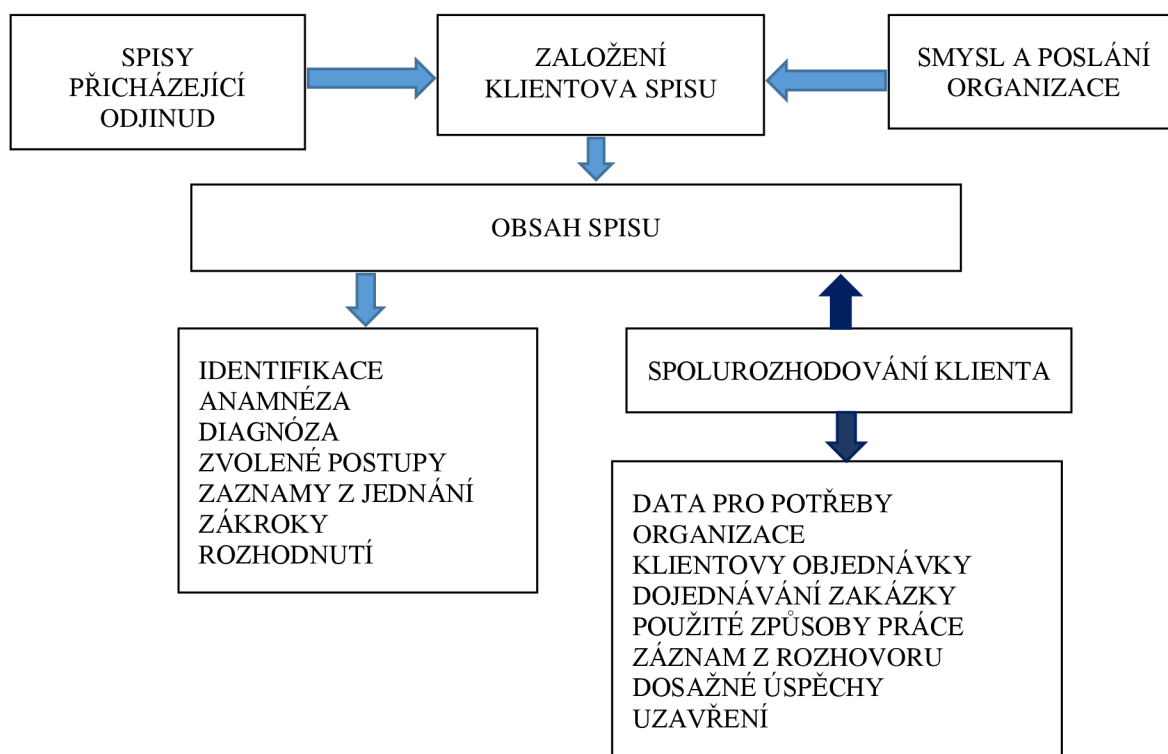 SPISY
PŘICHÁZEJÍCÍ
ODJINUD
ZALOŽENÍ
KLIENTOVA SPISU
SMYSL A POSLÁNÍ
ORGANIZACE
OBSAH SPISU
IDENTIFIKACE
ANAMNÉZA
DIAGNÓZA
ZVOLENÉ POSTUPY
ZAZNAMY Z JEDNÁNÍ
ZÁKROKY
ROZHODNUTÍ
SPOLUROZHODOVÁNÍ KLIENTA
DATA PRO POTŘEBY
ORGANIZACE
KLIENTOVY OBJEDNÁVKY
DOJEDNÁVÁNÍ ZAKÁZKY
POUŽITÉ ZPŮSOBY PRÁCE
ZÁZNAM Z ROZHOVORU
DOSAŽNÉ ÚSPĚCHY
UZAVŘENÍ